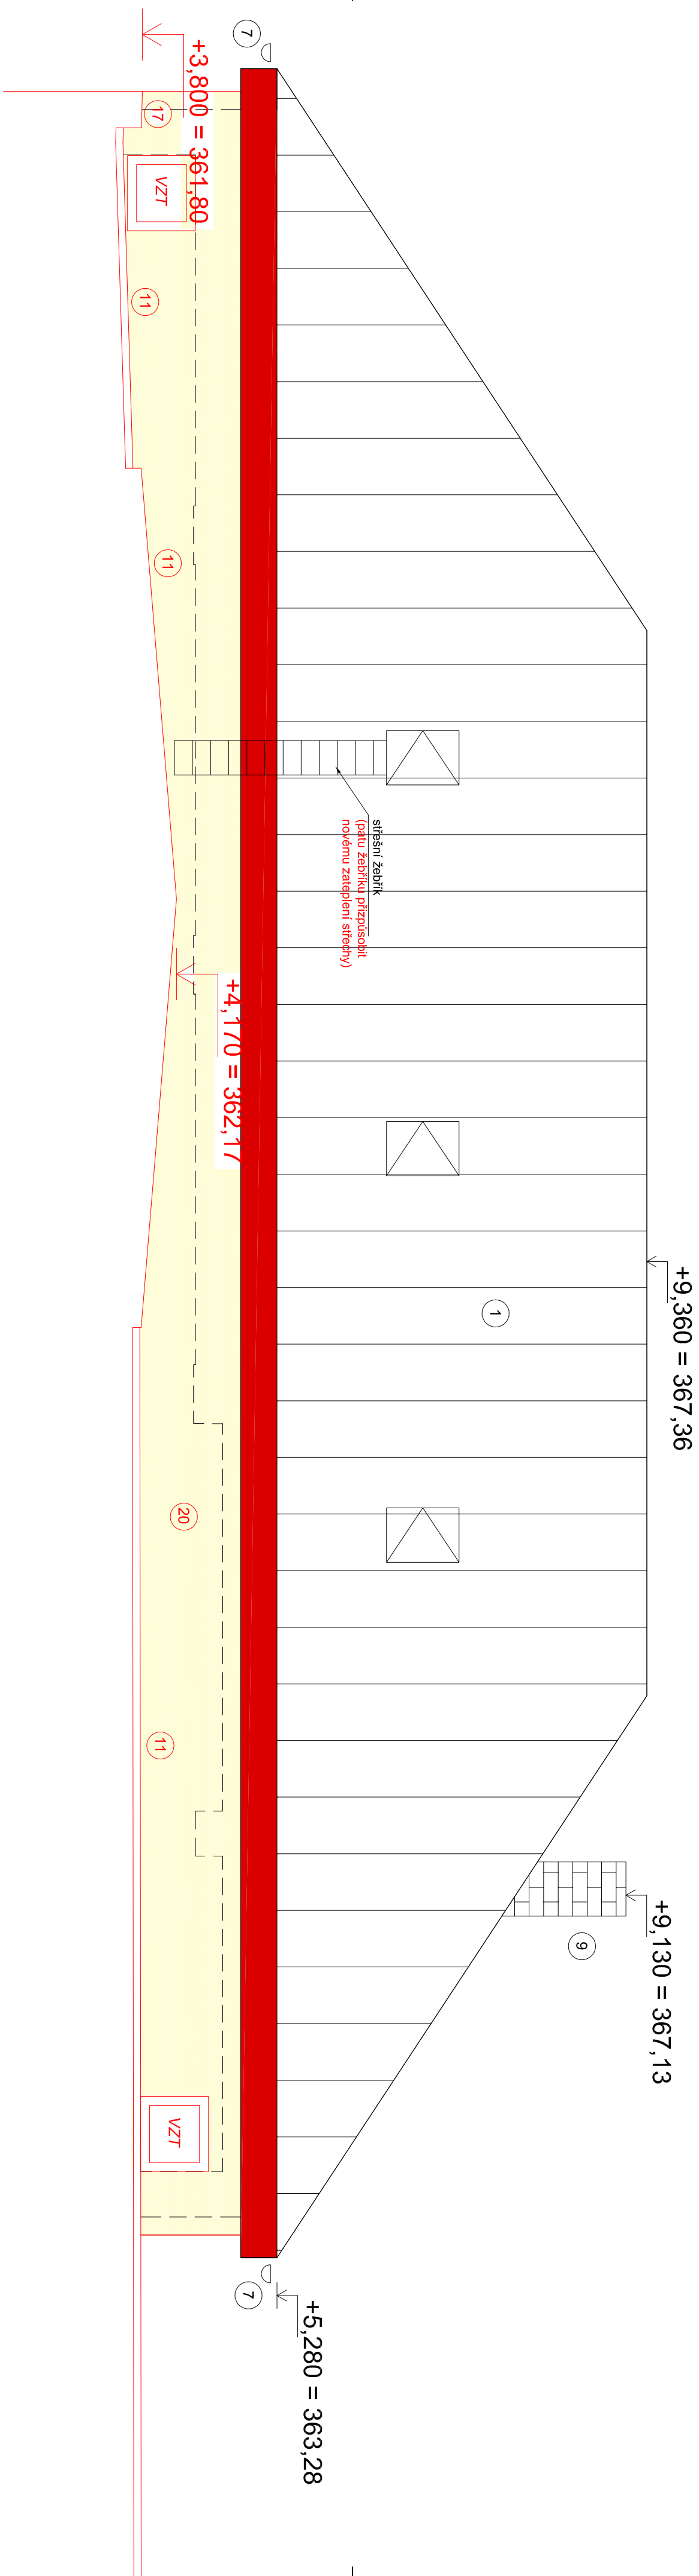 +9,360 = 367,36
+9,130 = 367,13
9
1
střešní žebřík
(patu žebříku přizpůsobit
novému zateplení střechy)
+5,280 = 363,28
7
7
+4,170 = 362,17
+3,800 = 361,80
17
VZT
11
11
20
11
VZT